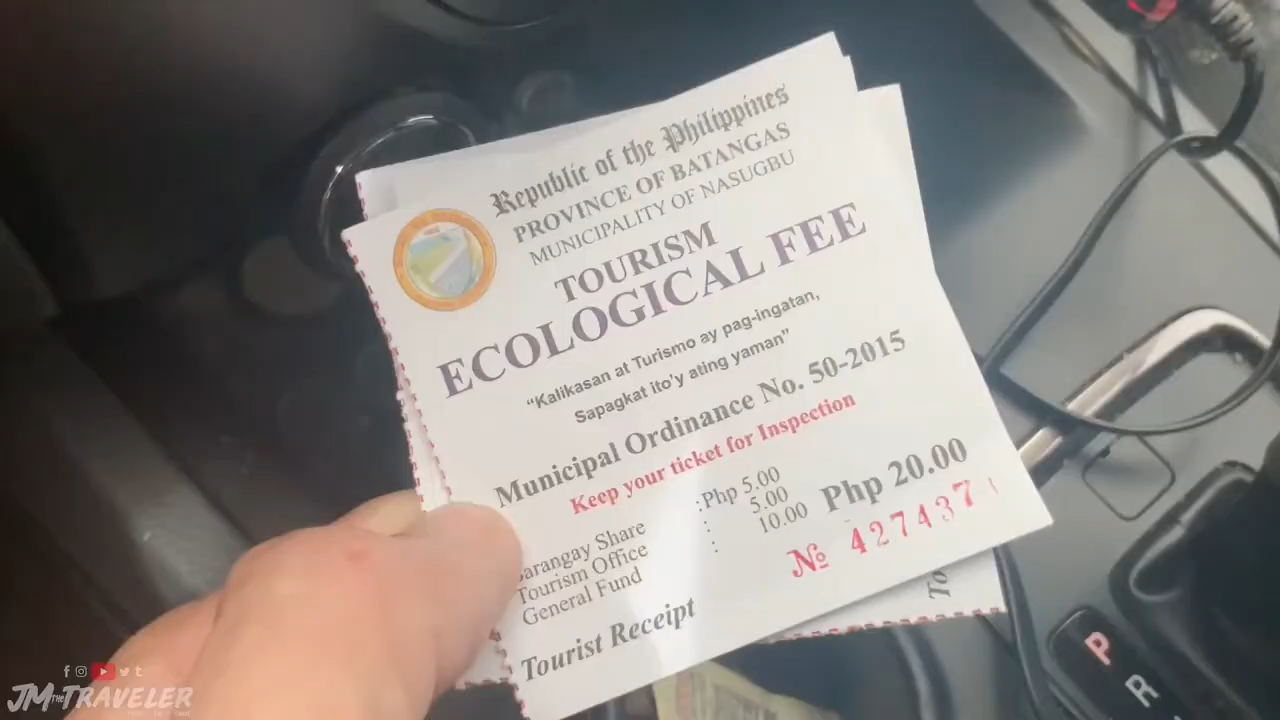 Republic of the Philippines
PROVINCE OF BATANGAS
MUNICIPALITY OF NASUGBU
TOURISM
ECOLOGICAL FEE
“Kalikasan at Turismo ay pag-ingatan,
Sapagkat ito’y ating yaman”
Municipal Ordinance No. 50-2015
Keep your ticket for Inspection
Barangay Share : Php 5.00
Tourism Office : 5.00
General Fund : 10.00
Php 20.00
№ 427437
Tourist Receipt
To
P
R
JM THE TRAVELER